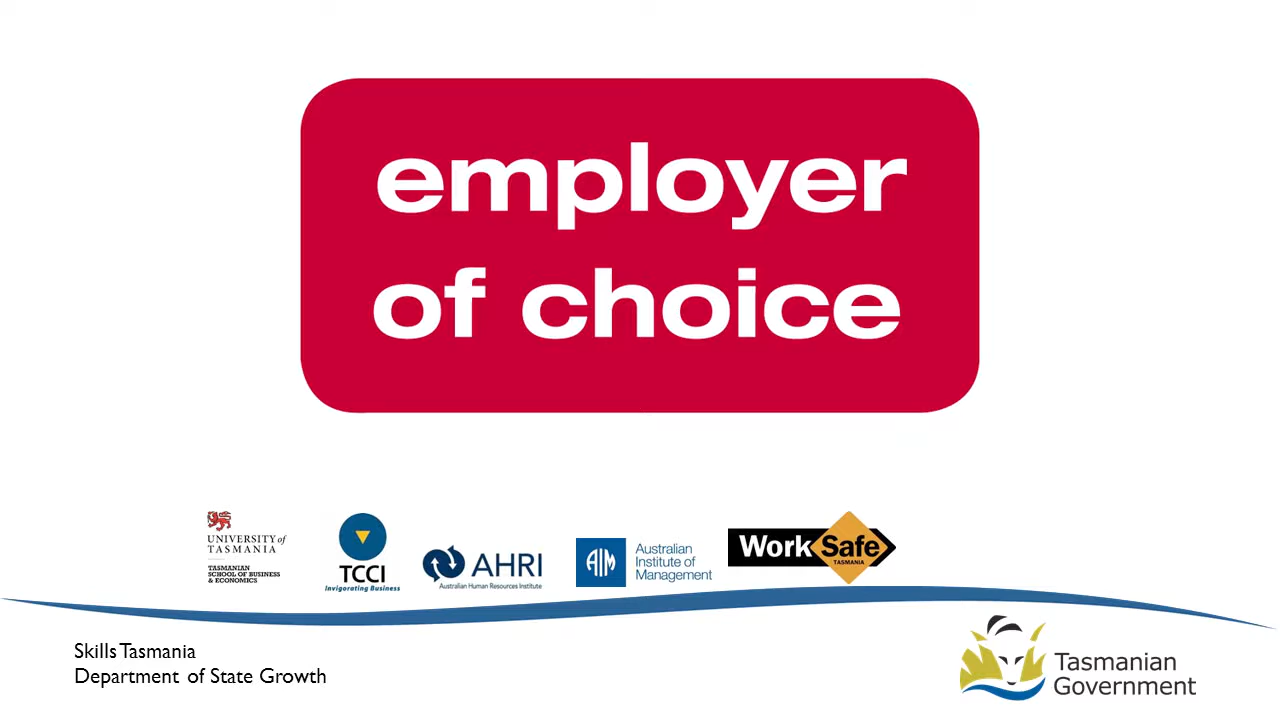 employer
of choice
UNIVERSITY of
TASMANIA
TASMANIAN
SCHOOL OF BUSINESS
& ECONOMICS
TCCI
Invigorating Business
AHRI
Australian Human Resources Institute
AIM
Australian
Institute of
Management
WorkSafe
TASMANIA
Skills Tasmania
Department of State Growth
Tasmanian
Government